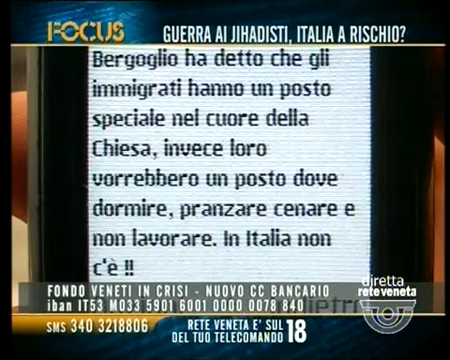 FOCUS
GUERRA AI JIHADISTI, ITALIA A RISCHIO?
Bergoglio ha detto che gli
immigrati hanno un posto
speciale nel cuore della
Chiesa, invece loro
vorrebbero un posto dove
dormire, pranzare cenare e
non lavorare. In Italia non
c'è !!
diretta
reteveneta
FONDO VENETI IN CRISI - NUOVO CC BANCARIO
iban IT53 M033 5901 6001 0000 0078 840
SMS 340 3218806
RETE VENETA E' SUL
DEL TUO TELECOMANDO 18